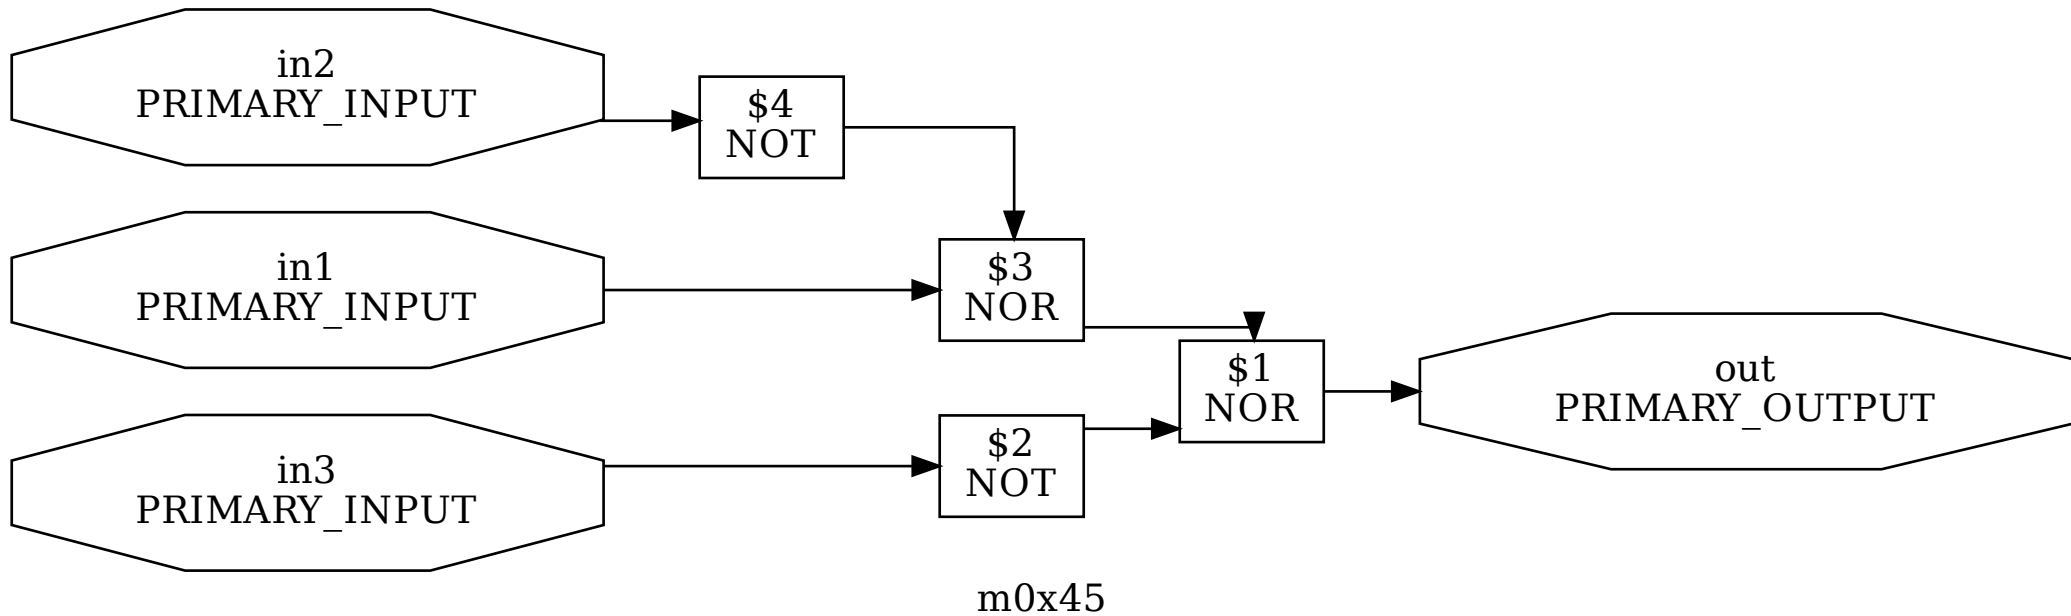 in2
PRIMARY_INPUT
$4
NOT
in1
PRIMARY_INPUT
$3
NOR
$1
NOR
out
PRIMARY_OUTPUT
in3
PRIMARY_INPUT
$2
NOT
m0x45